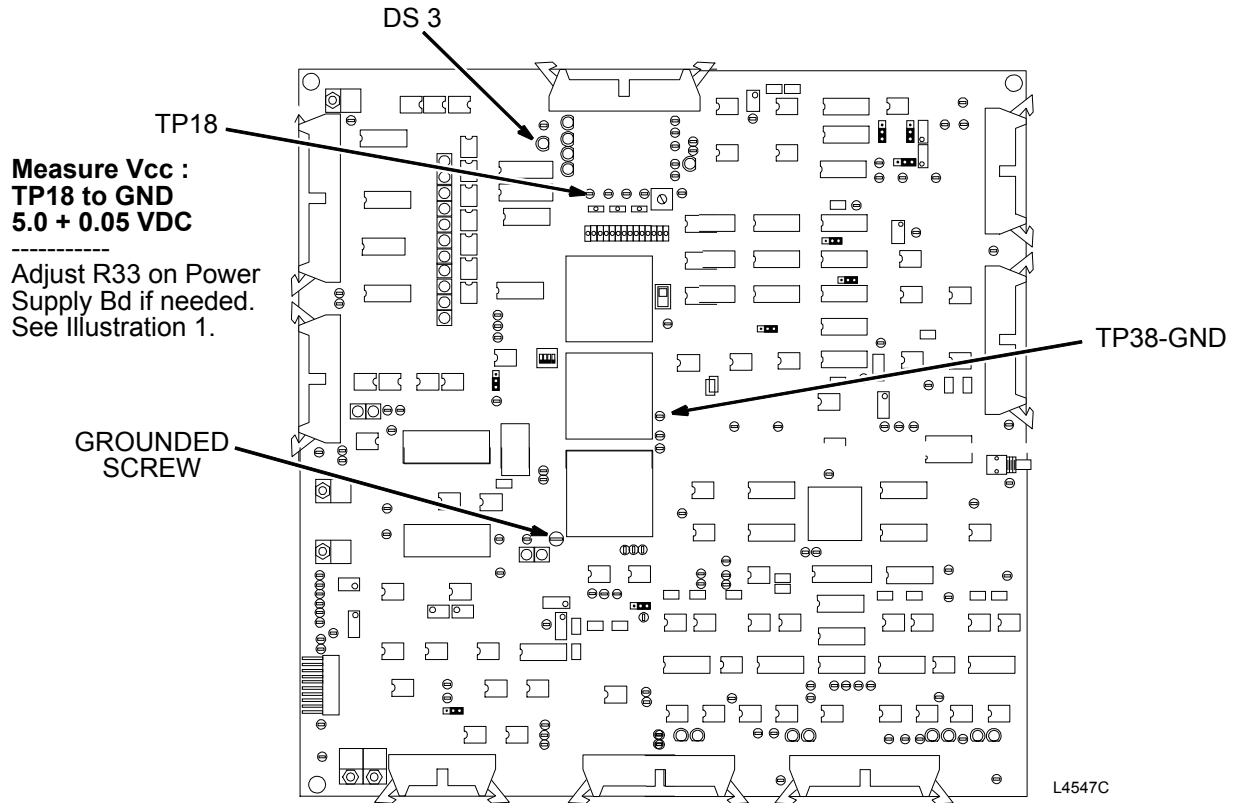 DS 3
TP18
Measure Vcc :
TP18 to GND
5.0 + 0.05 VDC
-----------
Adjust R33 on Power
Supply Bd if needed.
See Illustration 1.
TP38-GND
GROUNDED
SCREW
L4547C